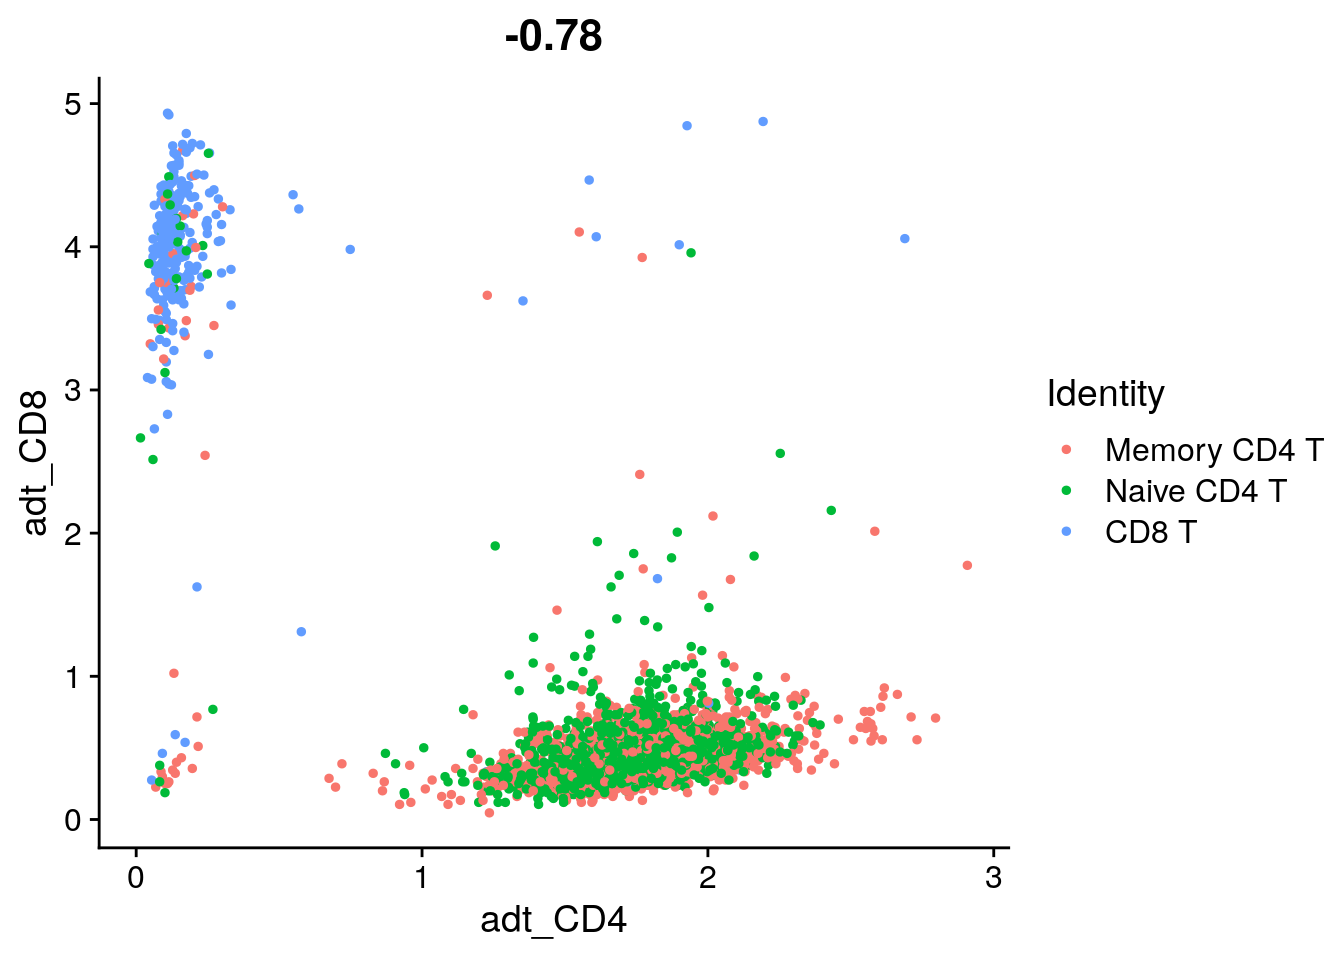 -0.78
5
4
3
2
1
0
adt_CD8
0 1 2 3
adt_CD4
Identity
Memory CD4 T
Naive CD4 T
CD8 T